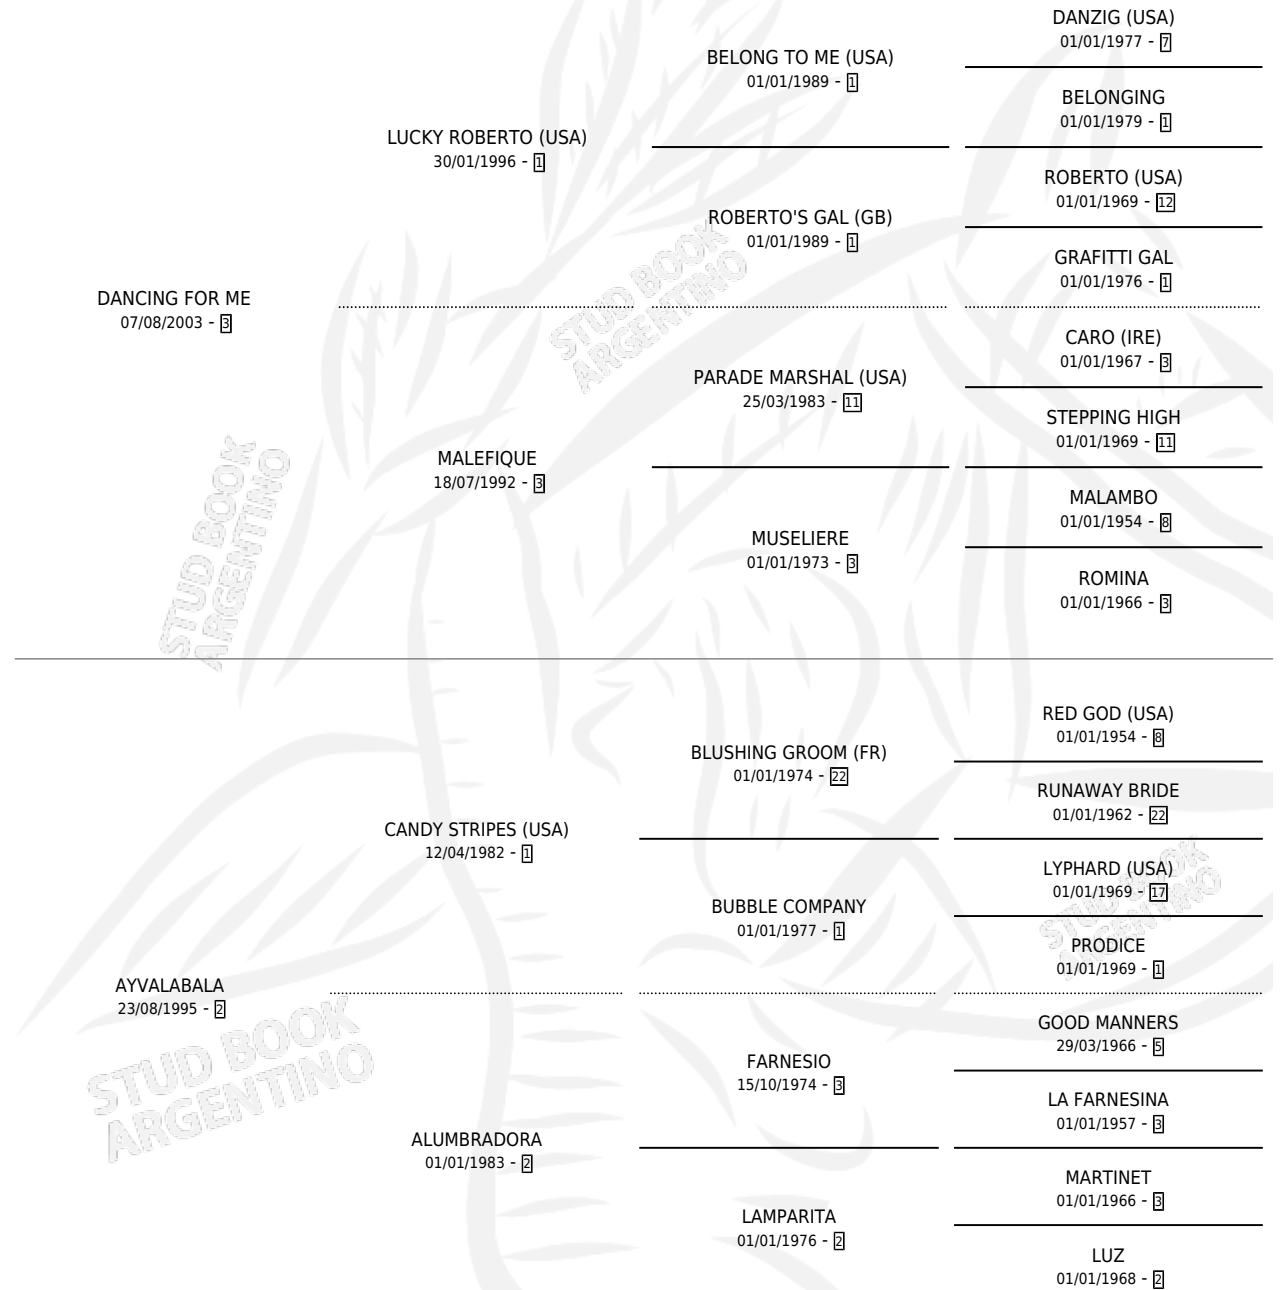 DANZIG (USA)
01/01/1977 - 7
BELONG TO ME (USA)
01/01/1989 - 1
BELONGING
01/01/1979 - 1
LUCKY ROBERTO (USA)
30/01/1996 - 1
ROBERTO (USA)
01/01/1969 - 12
ROBERTO'S GAL (GB)
01/01/1989 - 1
GRAFITTI GAL
01/01/1976 - 1
DANCING FOR ME
07/08/2003 - 3
CARO (IRE)
01/01/1967 - 3
PARADE MARSHAL (USA)
25/03/1983 - 11
STEPPING HIGH
01/01/1969 - 11
MALEFIQUE
18/07/1992 - 3
MALAMBO
01/01/1954 - 8
MUSELIERE
01/01/1973 - 3
ROMINA
01/01/1966 - 3
RED GOD (USA)
01/01/1954 - 8
BLUSHING GROOM (FR)
01/01/1974 - 22
RUNAWAY BRIDE
01/01/1962 - 22
CANDY STRIPES (USA)
12/04/1982 - 1
LYPHARD (USA)
01/01/1969 - 17
BUBBLE COMPANY
01/01/1977 - 1
PRODICE
01/01/1969 - 1
AYVALABALA
23/08/1995 - 2
GOOD MANNERS
29/03/1966 - 5
FARNESIO
15/10/1974 - 3
LA FARNESINA
01/01/1957 - 3
ALUMBRADORA
01/01/1983 - 2
MARTINET
01/01/1966 - 3
LAMPARITA
01/01/1976 - 2
LUZ
01/01/1968 - 2
STUD BOOK
ARGENTINO
STUD BOOK
ARGENTINO
STUD BOOK
ARGENTINO
STUD BOOK
ARGENTINO